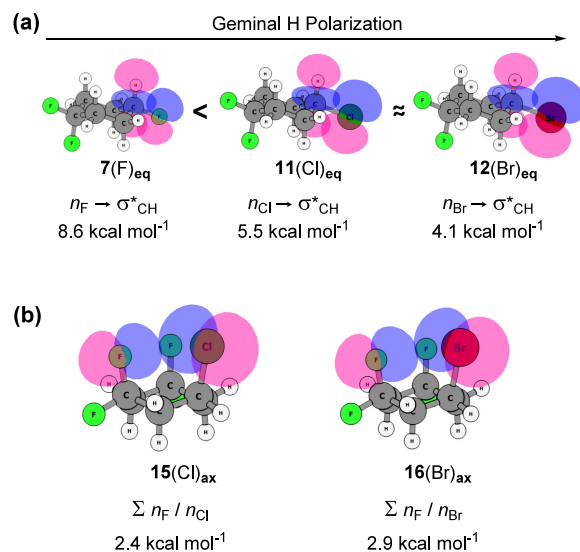 (a) Geminal H Polarization
7(F)eq < 11(Cl)eq ≈ 12(Br)eq
nF → σ*CH nCl → σ*CH nBr → σ*CH
8.6 kcal mol-1 5.5 kcal mol-1 4.1 kcal mol-1
(b)
15(Cl)ax 16(Br)ax
Σ nF / nCl Σ nF / nBr
2.4 kcal mol-1 2.9 kcal mol-1